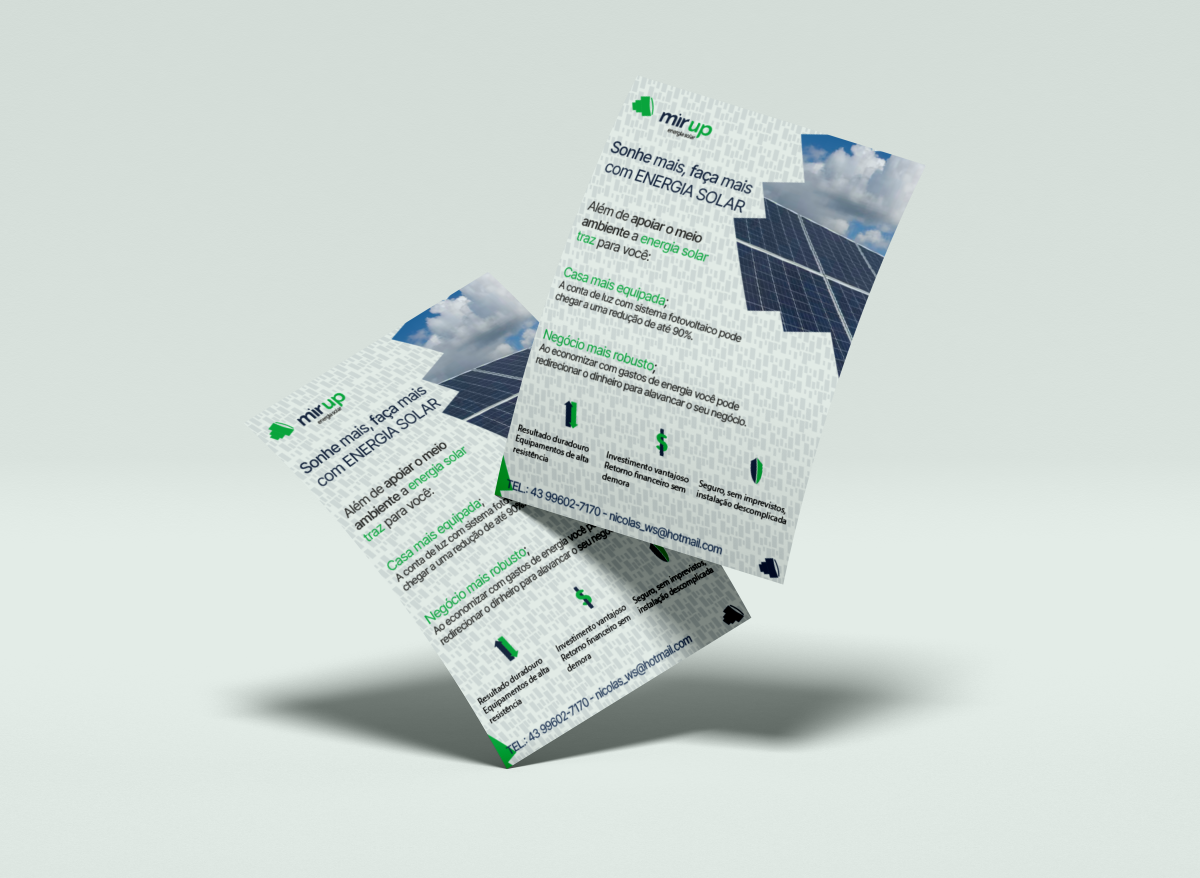 mirup
energia solar
Sonhe mais, faça mais
com ENERGIA SOLAR
Além de apoiar o meio
ambiente a energia solar
traz para você:
Casa mais equipada;
A conta de luz com sistema fotovoltaico pode
chegar a uma redução de até 90%.
Negócio mais robusto;
Ao economizar com gastos de energia você pode
redirecionar o dinheiro para alavancar o seu negócio.
Resultado duradouro
Equipamentos de alta
resistência
$
Investimento vantajoso
Retorno financeiro sem
demora
Seguro, sem imprevistos,
instalação descomplicada
TEL.: 43 99602-7170 - nicolas_ws@hotmail.com
mirup
energia solar
Sonhe mais, faça mais
com ENERGIA SOLAR
Além de apoiar o meio
ambiente a energia solar
traz para você:
Casa mais equipada;
A conta de luz com sistema
chegar a uma redução de até 90%
Negócio mais robusto;
Ao economizar com gastos de energia você
redirecionar o dinheiro para alavancar o seu
Resultado duradouro
Equipamentos de alta
resistência
$
Investimento vantajoso
Retorno financeiro sem
demora
Seguro, sem imprevistos,
instalação descomplicada
TEL.: 43 99602-7170 - nicolas_ws@hotmail.com